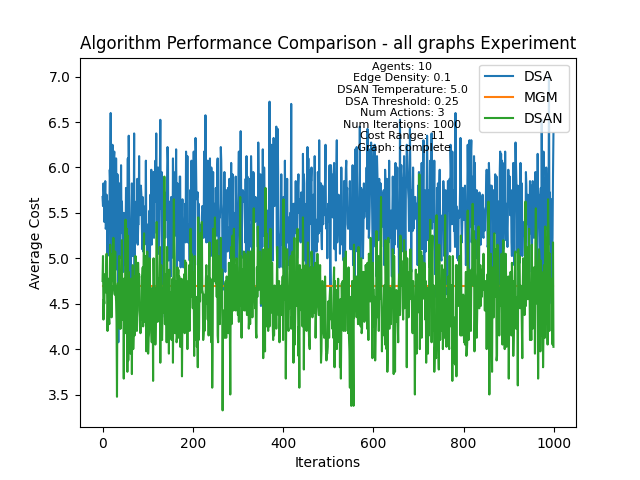 Algorithm Performance Comparison - all graphs Experiment
Agents: 10
Edge Density: 0.1
DSAN Temperature: 5.0
DSA Threshold: 0.25
Num Actions: 3
Num Iterations: 1000
Cost Range: 11
Graph: complete
DSA
MGM
DSAN
7.0
6.5
6.0
5.5
5.0
4.5
4.0
3.5
Average Cost
0 200 400 600 800 1000
Iterations